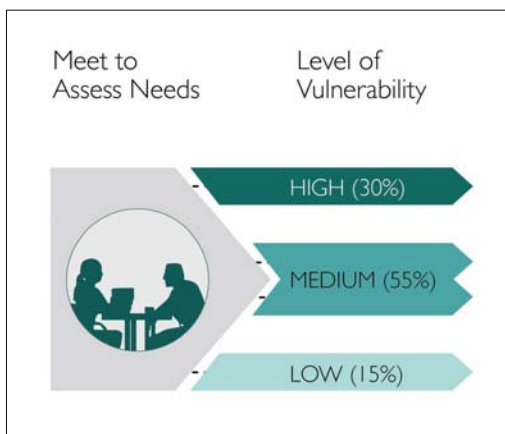 Meet to
Assess Needs
Level of
Vulnerability
HIGH (30%)
MEDIUM (55%)
LOW (15%)